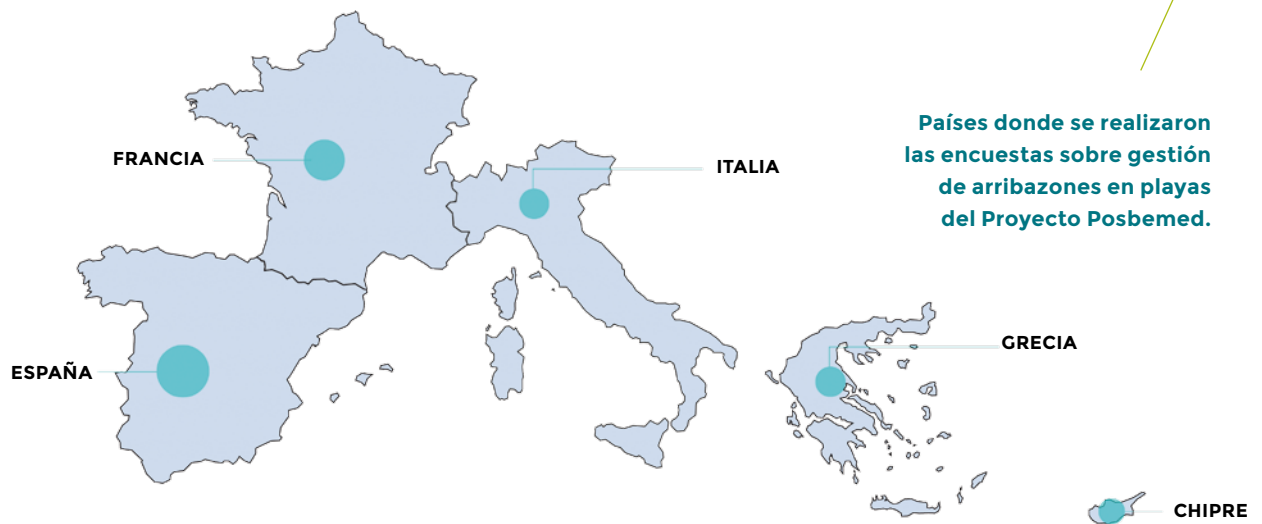 Países donde se realizaron
las encuestas sobre gestión
de arribazones en playas
del Proyecto Posbemed.
FRANCIA
ITALIA
ESPAÑA
GRECIA
CHIPRE